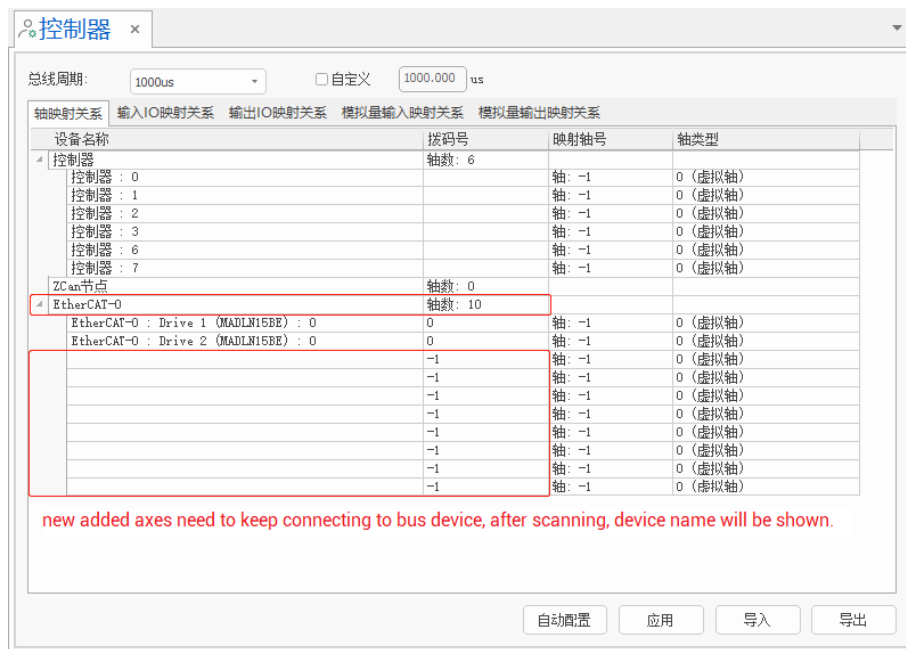 控制器 ×
总线周期: 1000us 自定义 1000.000 us
轴映射关系 输入IO映射关系 输出IO映射关系 模拟量输入映射关系 模拟量输出映射关系
设备名称 拨码号 映射轴号 轴类型
控制器 轴数: 6
控制器 : 0 轴: -1 0 (虚拟轴)
控制器 : 1 轴: -1 0 (虚拟轴)
控制器 : 2 轴: -1 0 (虚拟轴)
控制器 : 3 轴: -1 0 (虚拟轴)
控制器 : 6 轴: -1 0 (虚拟轴)
控制器 : 7 轴: -1 0 (虚拟轴)
ZCan节点 轴数: 0
EtherCAT-0 轴数: 10
EtherCAT-0 : Drive 1 (MADLN15BE) : 0 0 轴: -1 0 (虚拟轴)
EtherCAT-0 : Drive 2 (MADLN15BE) : 0 0 轴: -1 0 (虚拟轴)
-1 轴: -1 0 (虚拟轴)
-1 轴: -1 0 (虚拟轴)
-1 轴: -1 0 (虚拟轴)
-1 轴: -1 0 (虚拟轴)
-1 轴: -1 0 (虚拟轴)
-1 轴: -1 0 (虚拟轴)
-1 轴: -1 0 (虚拟轴)
-1 轴: -1 0 (虚拟轴)
new added axes need to keep connecting to bus device, after scanning, device name will be shown.
自动配置 应用 导入 导出